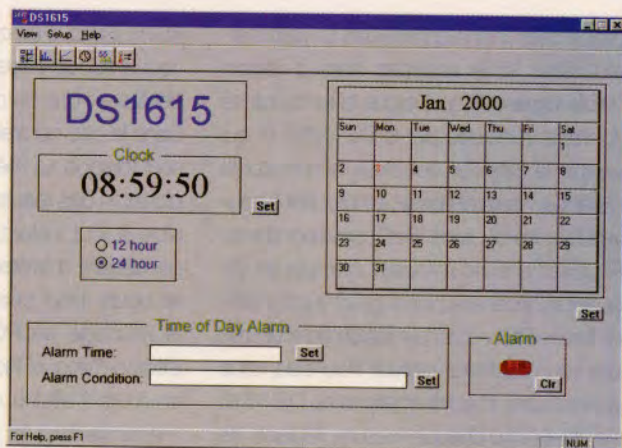 DS1615
View Setup Help
DS1615
Clock
08:59:50
Set
12 hour
24 hour
Jan 2000
Sun Mon Tue Wed Thu Fri Sat
1
2 3 4 5 6 7 8
9 10 11 12 13 14 15
16 17 18 19 20 21 22
23 24 25 26 27 28 29
30 31
Set
Time of Day Alarm
Alarm Time: Set
Alarm Condition: Set
Alarm
Clr
For Help, press F1
NUM